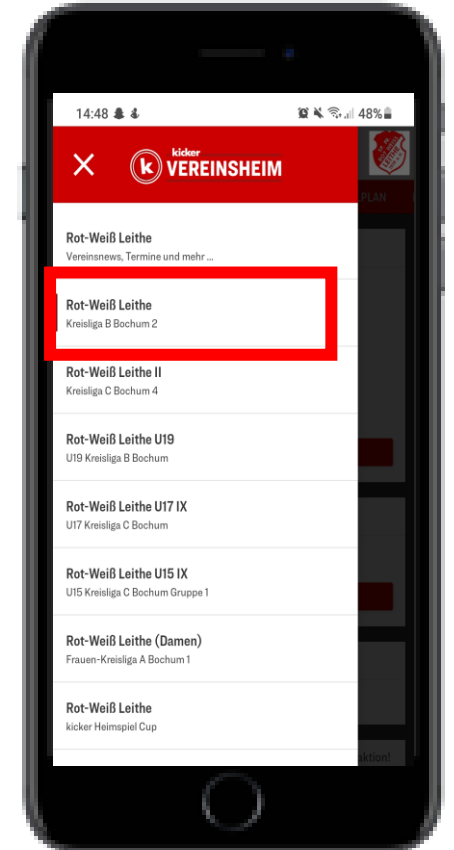 14:48
48%
kicker
k VEREINSHEIM
PLAN
Rot-Weiß Leithe
Vereinsnews, Termine und mehr ...
Rot-Weiß Leithe
Kreisliga B Bochum 2
Rot-Weiß Leithe II
Kreisliga C Bochum 4
Rot-Weiß Leithe U19
U19 Kreisliga B Bochum
Rot-Weiß Leithe U17 IX
U17 Kreisliga C Bochum
Rot-Weiß Leithe U15 IX
U15 Kreisliga C Bochum Gruppe 1
Rot-Weiß Leithe (Damen)
Frauen-Kreisliga A Bochum 1
Rot-Weiß Leithe
kicker Heimspiel Cup
aktion!